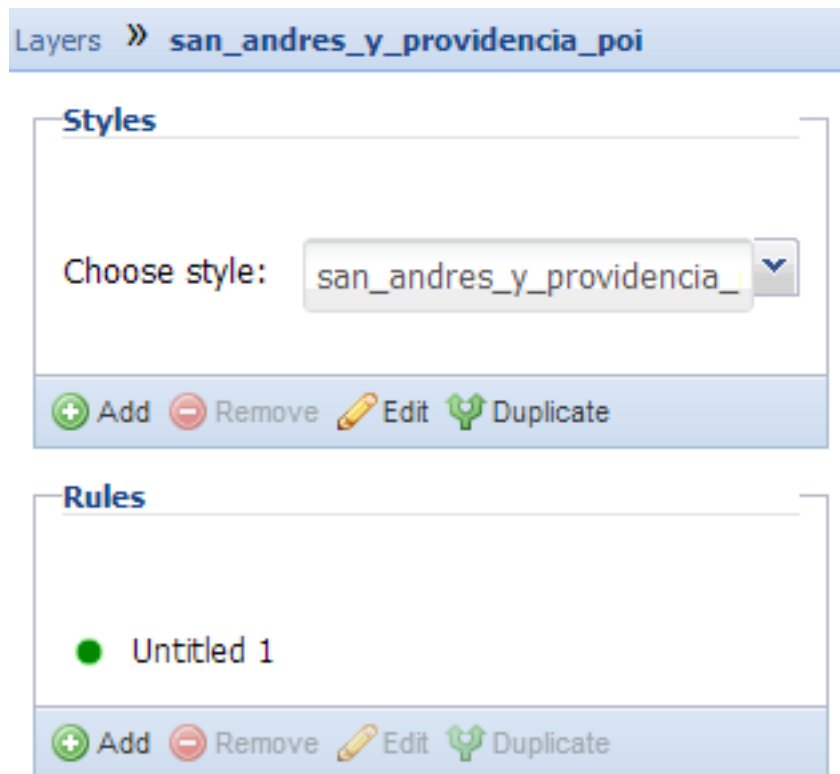 Layers » san_andres_y_providencia_poi
Styles
Choose style: san_andres_y_providencia_
Add Remove Edit Duplicate
Rules
Untitled 1
Add Remove Edit Duplicate